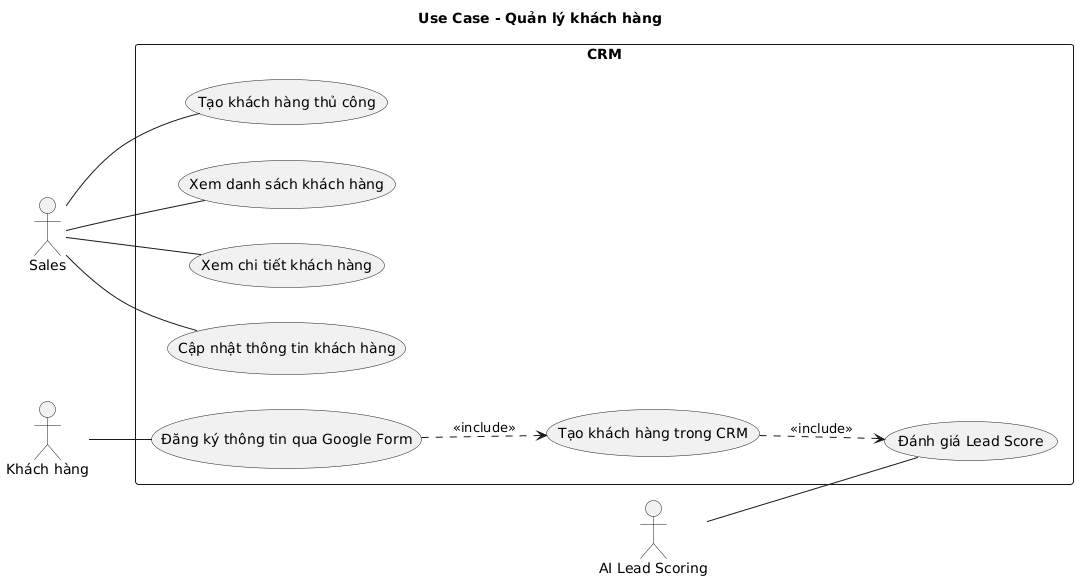 Use Case - Quản lý khách hàng
CRM
Tạo khách hàng thủ công
Xem danh sách khách hàng
Sales
Xem chi tiết khách hàng
Cập nhật thông tin khách hàng
Khách hàng
Đăng ký thông tin qua Google Form
«include»
Tạo khách hàng trong CRM
«include»
Đánh giá Lead Score
AI Lead Scoring